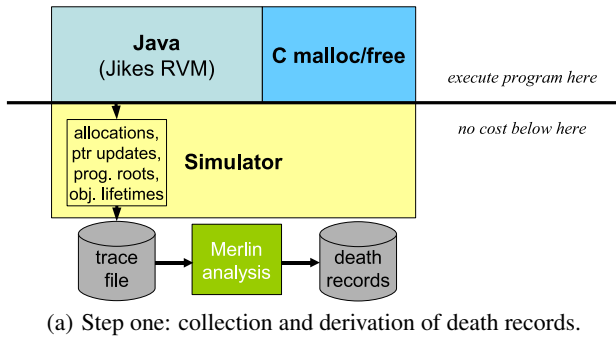 Java
(Jikes RVM)
C malloc/free
execute program here
no cost below here
allocations,
ptr updates,
prog. roots,
obj. lifetimes
Simulator
trace
file
Merlin
analysis
death
records
(a) Step one: collection and derivation of death records.